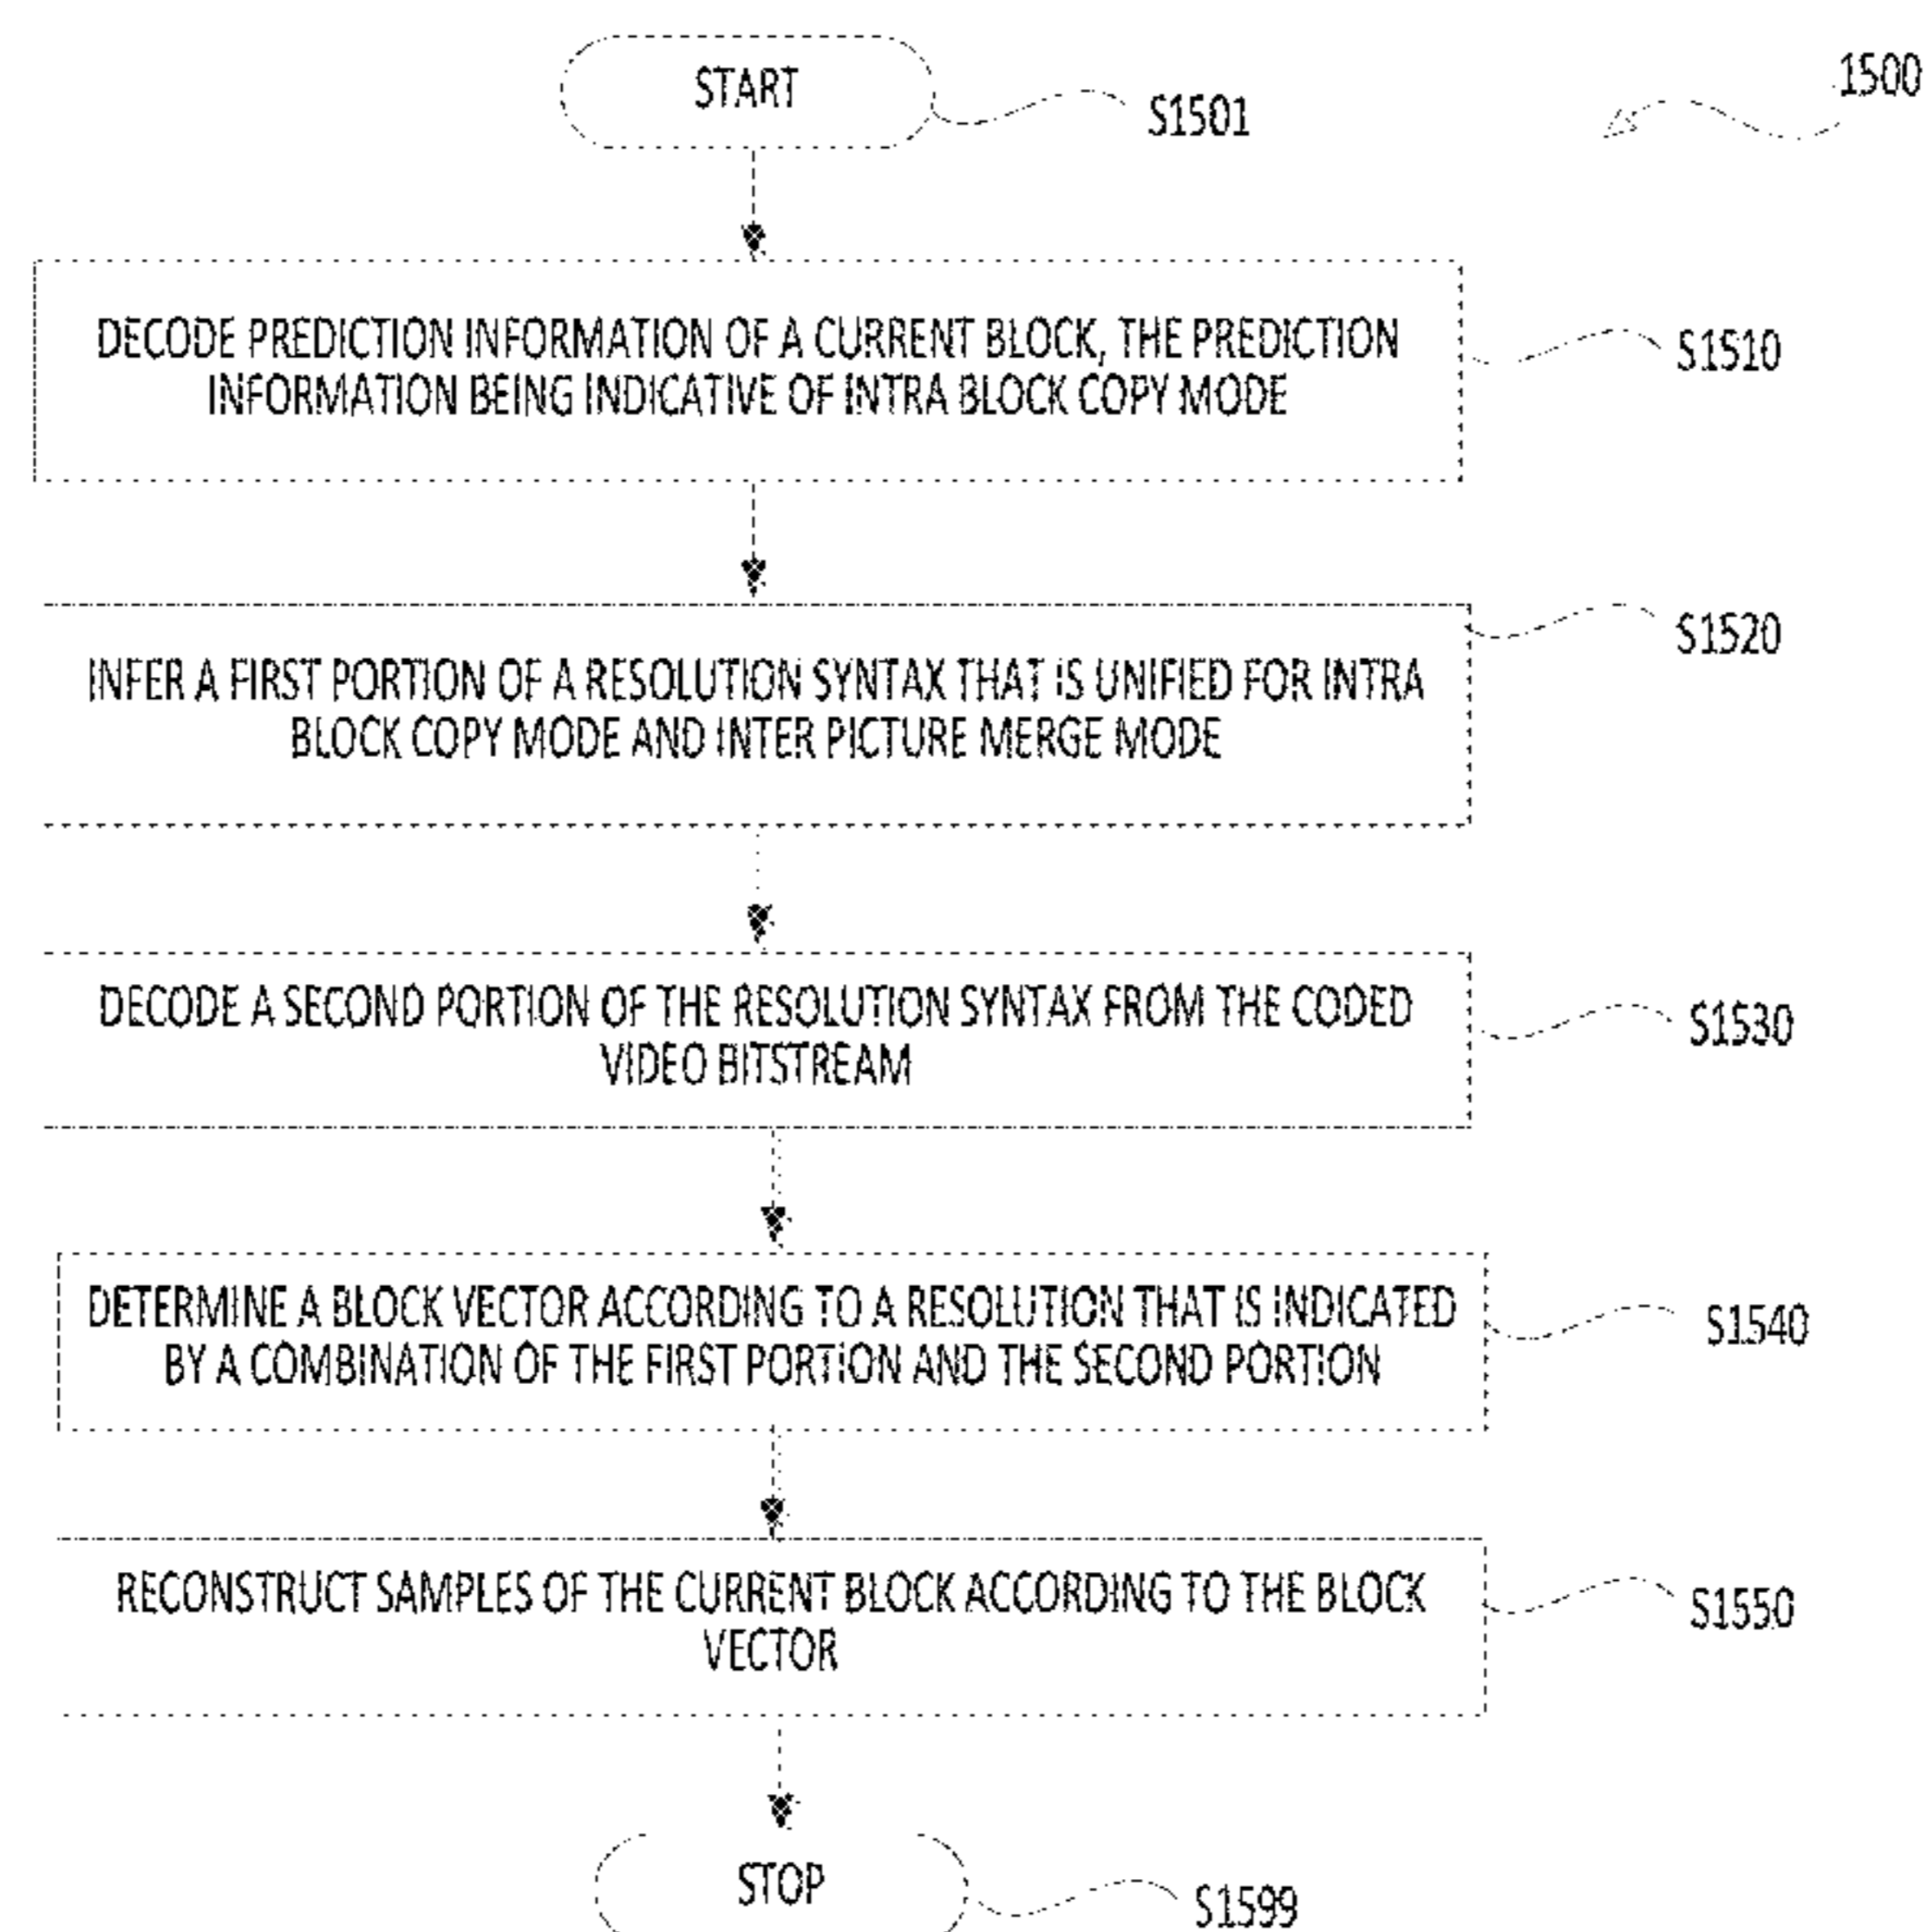 1500
START
S1501
DECODE PREDICTION INFORMATION OF A CURRENT BLOCK, THE PREDICTION
INFORMATION BEING INDICATIVE OF INTRA BLOCK COPY MODE
S1510
INFER A FIRST PORTION OF A RESOLUTION SYNTAX THAT IS UNIFIED FOR INTRA
BLOCK COPY MODE AND INTER PICTURE MERGE MODE
S1520
DECODE A SECOND PORTION OF THE RESOLUTION SYNTAX FROM THE CODED
VIDEO BITSTREAM
S1530
DETERMINE A BLOCK VECTOR ACCORDING TO A RESOLUTION THAT IS INDICATED
BY A COMBINATION OF THE FIRST PORTION AND THE SECOND PORTION
S1540
RECONSTRUCT SAMPLES OF THE CURRENT BLOCK ACCORDING TO THE BLOCK
VECTOR
S1550
STOP
S1599